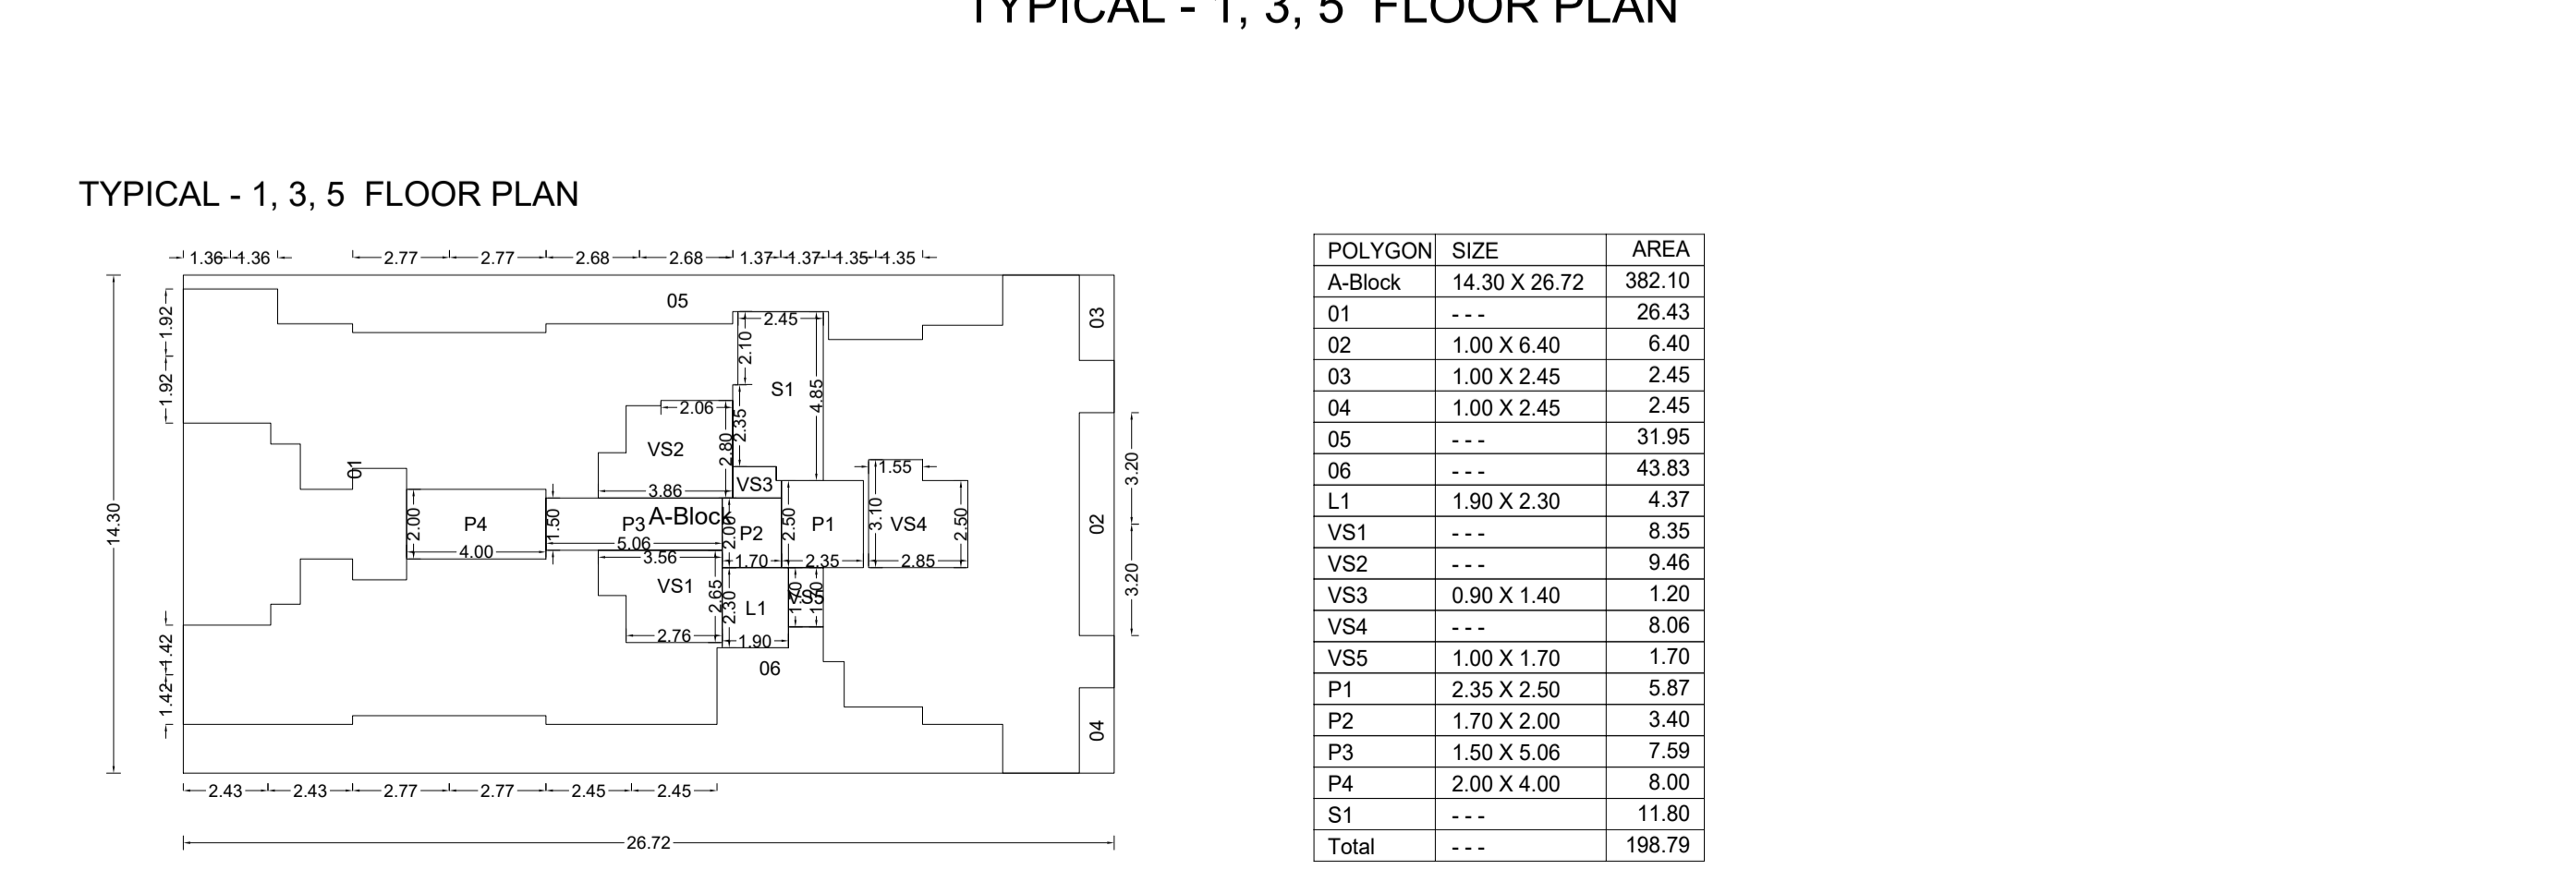 TYPICAL - 1, 3, 5 FLOOR PLAN
TYPICAL - 1, 3, 5 FLOOR PLAN
1.36 1.36 2.77 2.77 2.68 2.68 1.37 1.37 1.35 1.35
05
03
2.45
1.92
2.10
1.92
S1
4.85
2.06
2.35
VS2
2.80
01
3.20
1.55
VS3
3.86
14.30
2.00
P4
4.00
1.50
P3
A-Block
5.06
2.00
P2
1.70
2.50
P1
2.35
3.10
VS4
2.50
2.85
02
3.56
VS1
2.65
2.30
L1
1.70
VS5
1.70
3.20
2.76
1.90
06
1.42
1.42
04
2.43 2.43 2.77 2.77 2.45 2.45
26.72
POLYGON SIZE AREA
A-Block 14.30 X 26.72 382.10
01 - - - 26.43
02 1.00 X 6.40 6.40
03 1.00 X 2.45 2.45
04 1.00 X 2.45 2.45
05 - - - 31.95
06 - - - 43.83
L1 1.90 X 2.30 4.37
VS1 - - - 8.35
VS2 - - - 9.46
VS3 0.90 X 1.40 1.20
VS4 - - - 8.06
VS5 1.00 X 1.70 1.70
P1 2.35 X 2.50 5.87
P2 1.70 X 2.00 3.40
P3 1.50 X 5.06 7.59
P4 2.00 X 4.00 8.00
S1 - - - 11.80
Total - - - 198.79